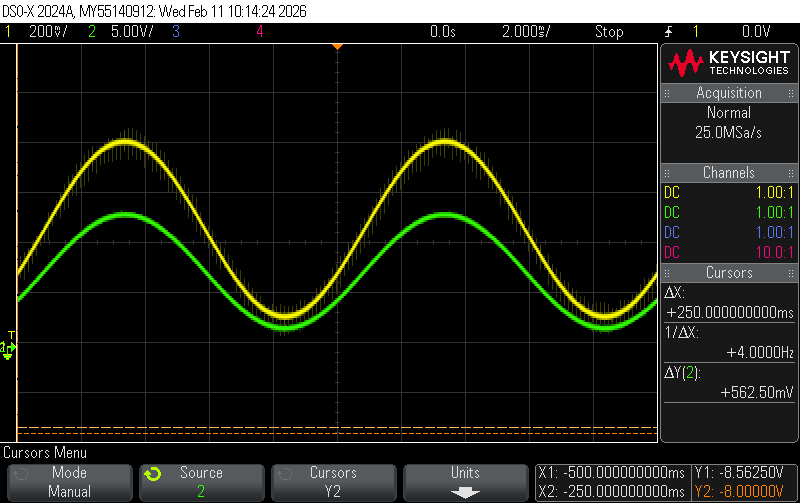 DSO-X 2024A, MY55140912: Wed Feb 11 10:14:24 2026
1 200%/ 2 5.00V/ 3 4 0.0s 2.000%/ Stop 1 0.0V
KEYSIGHT
TECHNOLOGIES
Acquisition
Normal
25.0MSa/s
Channels
DC 1.00:1
DC 1.00:1
DC 1.00:1
DC 10.0:1
Cursors
ΔX:
+250.000000000ms
1/ΔX:
+4.0000Hz
ΔY(2):
+562.50mV
T
Cursors Menu
Mode
Manual
Source
2
Cursors
Y2
Units
X1: -500.000000000ms
X2: -250.000000000ms
Y1: -8.56250V
Y2: -8.00000V